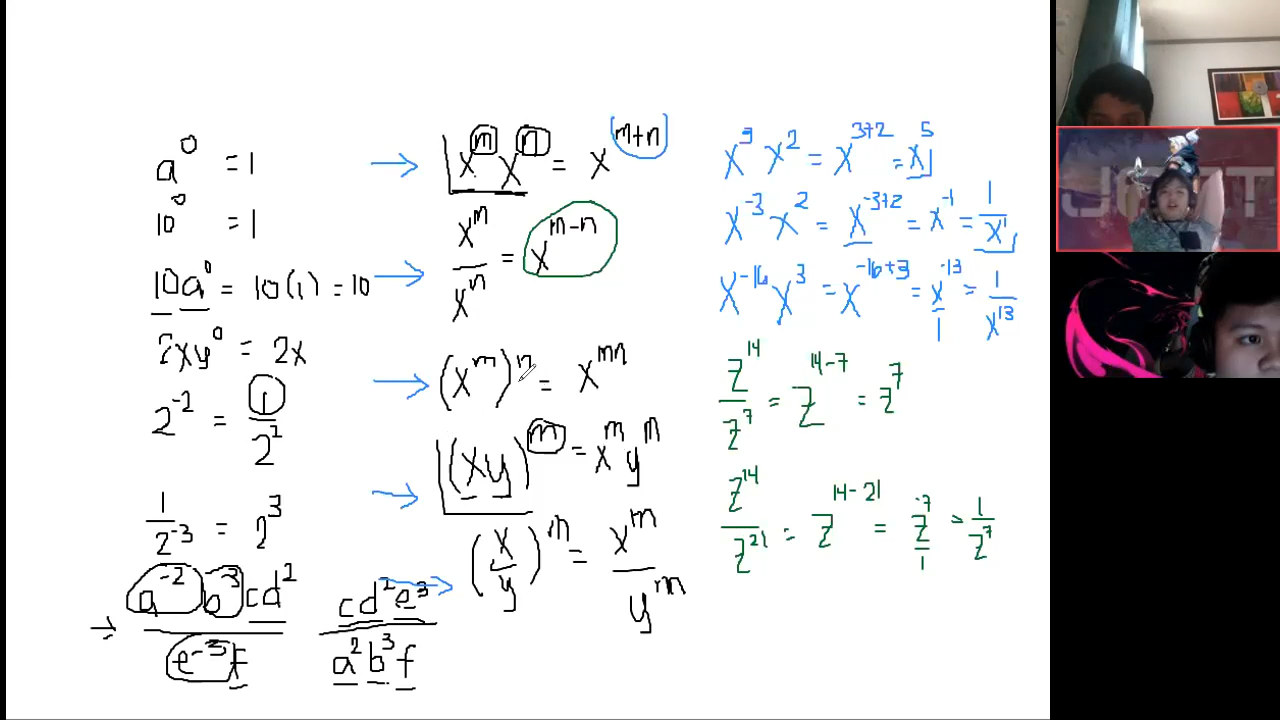 a⁰ = 1
10⁰ = 1
10a⁰ = 10(1) = 10
2xy⁰ = 2x
2⁻² = 1/2²
1/2⁻³ = 2³
→ a⁻²b⁻³cd²/e⁻³f cd²e³/a²b³f
→ xᵐxⁿ = xᵐ⁺ⁿ
→ xᵐ/xⁿ = xᵐ⁻ⁿ
→ (xᵐ)ⁿ = xᵐⁿ
→ (xy)ᵐ = xᵐyᵐ
→ (x/y)ᵐ = xᵐ/yᵐ
x³x² = x³⁺² = x⁵
x⁻³x² = x⁻³⁺² = x⁻¹ = 1/x¹
x⁻¹⁶x³ = x⁻¹⁶⁺³ = x⁻¹³/1 = 1/x¹³
z¹⁴/z⁷ = z¹⁴⁻⁷ = z⁷
z¹⁴/z²¹ = z¹⁴⁻²¹ = z⁻⁷/1 = 1/z⁷